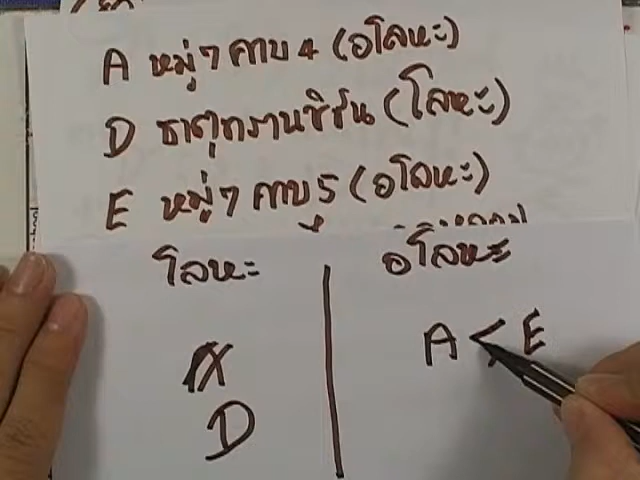 A หมู่ 7 คาบ 4 (อโลหะ)
D ธาตุทรานซิชัน (โลหะ)
E หมู่ 7 คาบ 5 (อโลหะ)
โลหะ อโลหะ
A < E
D